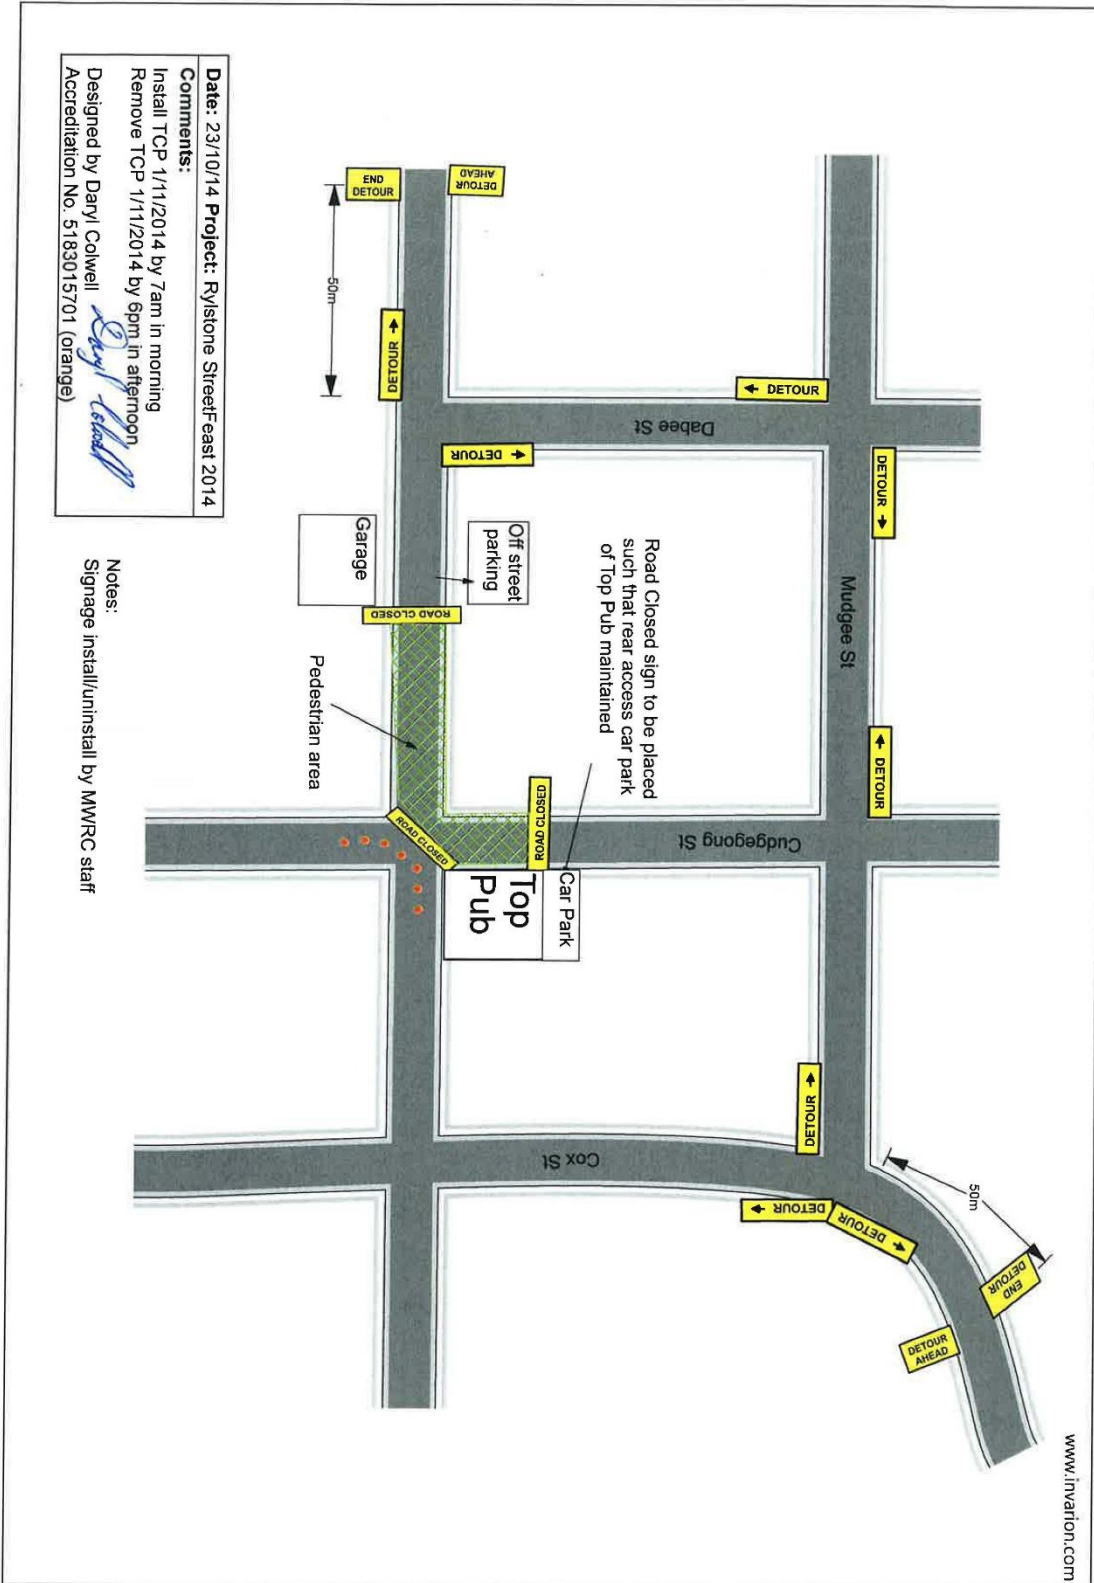 www.invarion.com
DETOUR
AHEAD
END
DETOUR
50m
DETOUR
DETOUR
DETOUR
DETOUR
DETOUR
DETOUR
DETOUR
DETOUR
DETOUR
END
DETOUR
DETOUR
AHEAD
50m
Mudgee St
Dabee St
Cudgegong St
Cox St
Road Closed sign to be placed
such that rear access car park
of Top Pub maintained
Off street
parking
Garage
ROAD CLOSED
ROAD CLOSED
ROAD CLOSED
Car Park
Top
Pub
Pedestrian area
Date: 23/10/14 Project: Rylstone StreetFeast 2014
Comments:
Install TCP 1/11/2014 by 7am in morning
Remove TCP 1/11/2014 by 6pm in afternoon
Designed by Daryl Colwell
Daryl Colwell
Accreditation No. 5183015701 (orange)
Notes:
Signage install/uninstall by MWRC staff